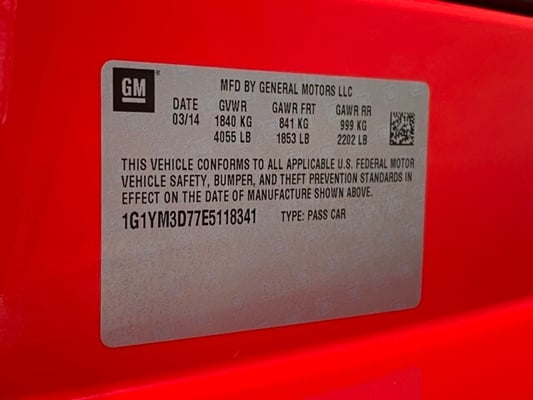 GM
MFD BY GENERAL MOTORS LLC
DATE GVWR GAWR FRT GAWR RR
03/14 1840 KG 841 KG 999 KG
4055 LB 1853 LB 2202 LB
THIS VEHICLE CONFORMS TO ALL APPLICABLE U.S. FEDERAL MOTOR
VEHICLE SAFETY, BUMPER, AND THEFT PREVENTION STANDARDS IN
EFFECT ON THE DATE OF MANUFACTURE SHOWN ABOVE.
1G1YM3D77E5118341 TYPE: PASS CAR